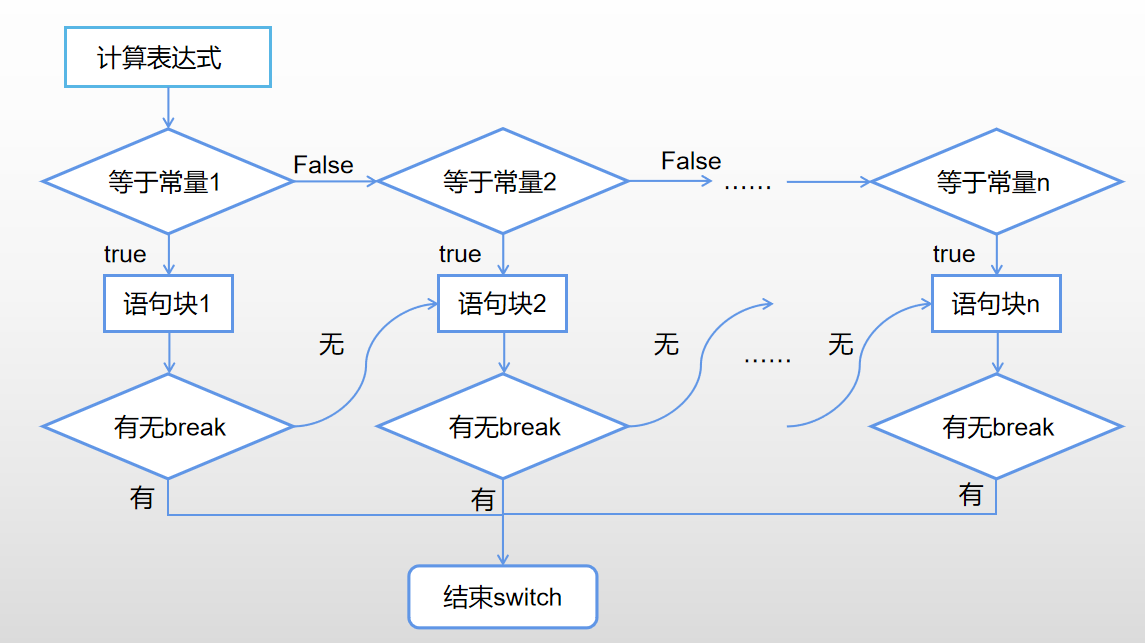 计算表达式
等于常量1
False
等于常量2
False
……
等于常量n
true
true
true
语句块1
语句块2
语句块n
无
无
……
无
有无break
有无break
有无break
有
有
有
结束switch